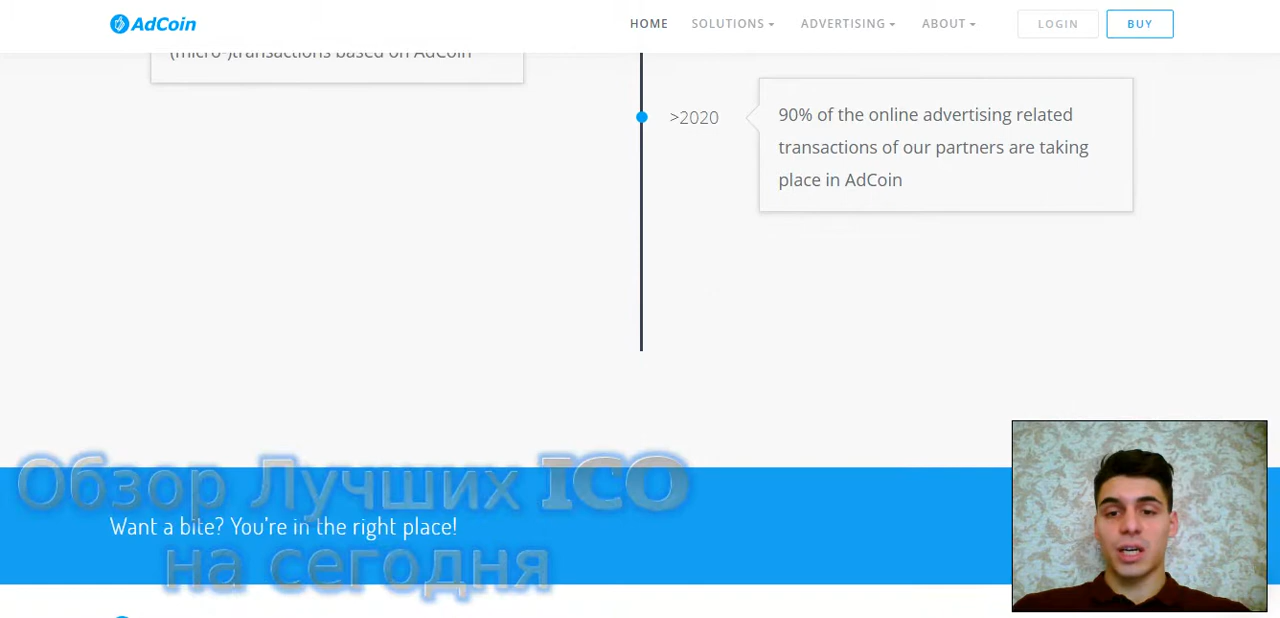 AdCoin
HOME SOLUTIONS ADVERTISING ABOUT LOGIN BUY
(micro-)transactions based on AdCoin
>2020
90% of the online advertising related
transactions of our partners are taking
place in AdCoin
Обзор Лучших ICO
на сегодня
Want a bite? You're in the right place!